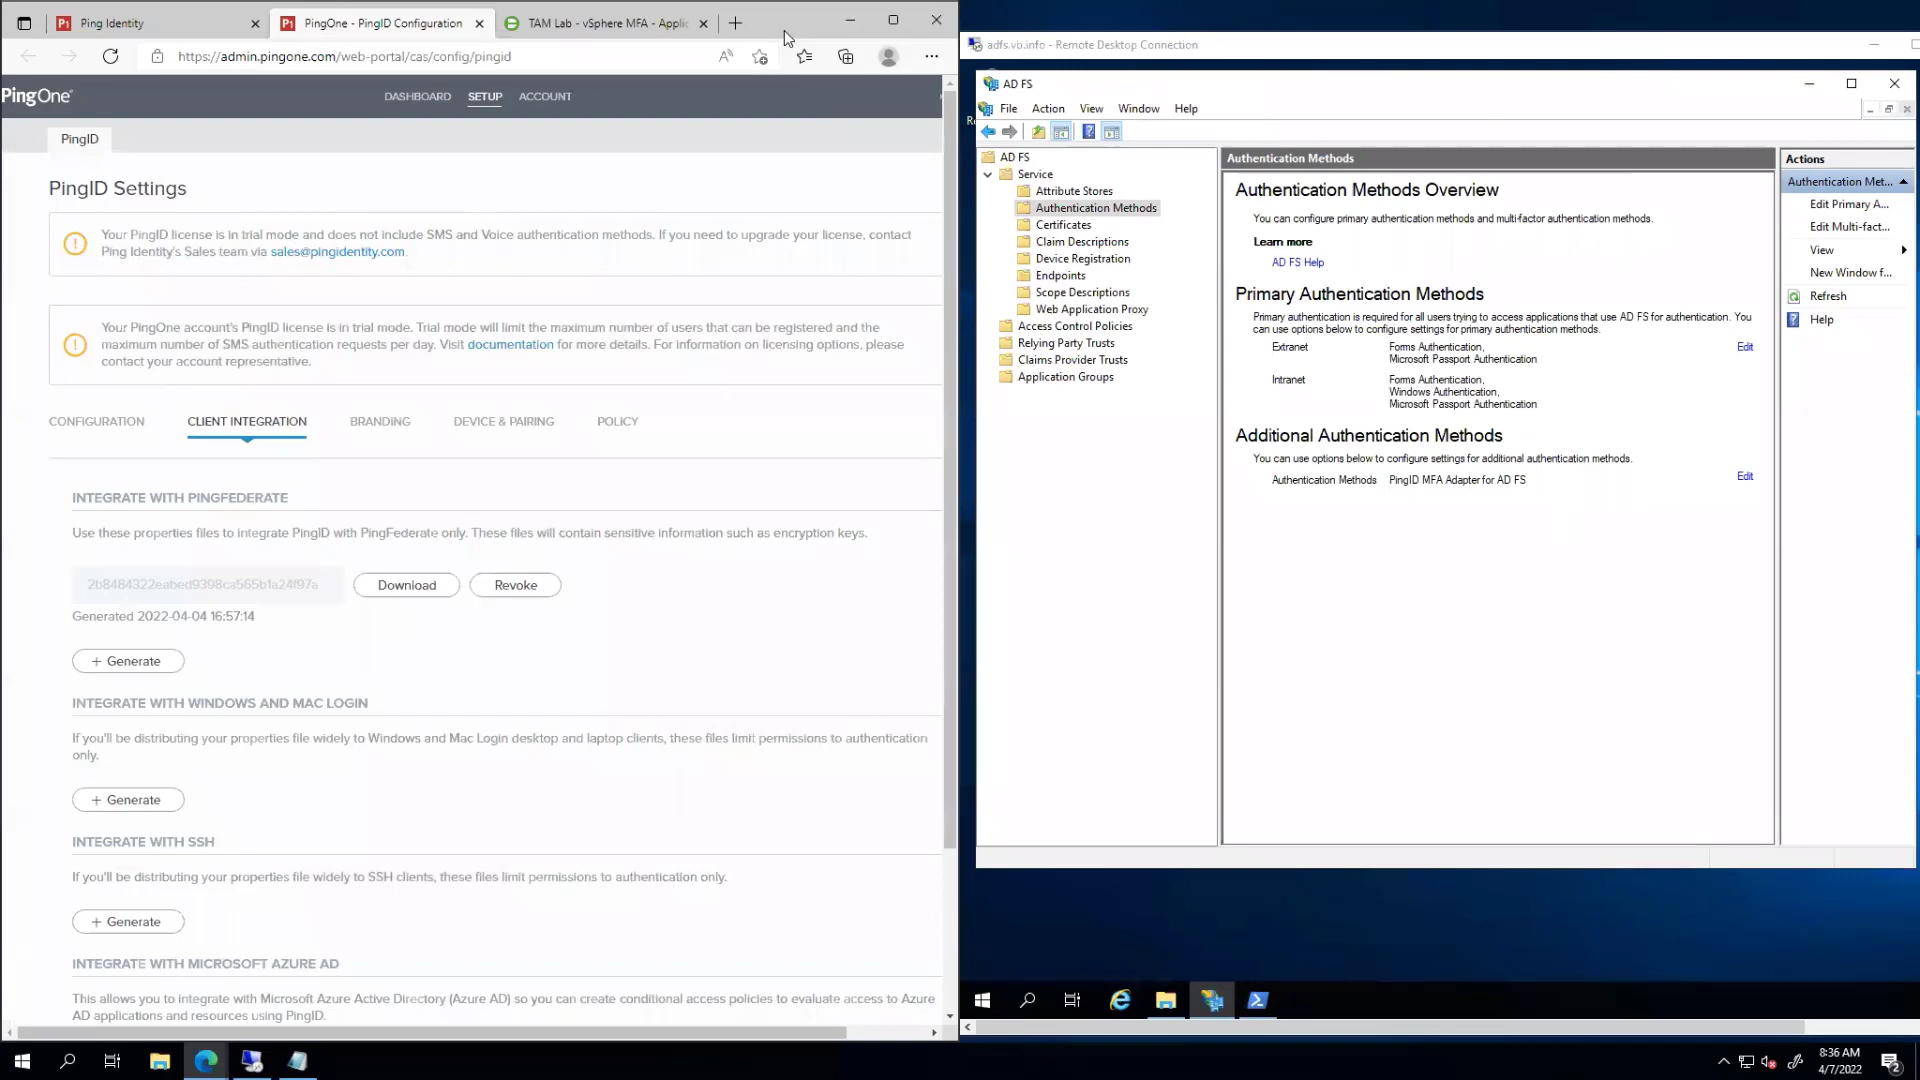 Ping Identity
PingOne - PingID Configuration
TAM Lab - vSphere MFA - Applic
https://admin.pingone.com/web-portal/cas/config/pingid
PingOne
DASHBOARD
SETUP
ACCOUNT
PingID
PingID Settings
Your PingID license is in trial mode and does not include SMS and Voice authentication methods. If you need to upgrade your license, contact
Ping Identity's Sales team via sales@pingidentity.com.
Your PingOne account's PingID license is in trial mode. Trial mode will limit the maximum number of users that can be registered and the
maximum number of SMS authentication requests per day. Visit documentation for more details. For information on licensing options, please
contact your account representative.
CONFIGURATION
CLIENT INTEGRATION
BRANDING
DEVICE & PAIRING
POLICY
INTEGRATE WITH PINGFEDERATE
Use these properties files to integrate PingID with PingFederate only. These files will contain sensitive information such as encryption keys.
2b8484322eabed9398ca565b1a24f97a
Download
Revoke
Generated 2022-04-04 16:57:14
+ Generate
INTEGRATE WITH WINDOWS AND MAC LOGIN
If you'll be distributing your properties file widely to Windows and Mac Login desktop and laptop clients, these files limit permissions to authentication
only.
+ Generate
INTEGRATE WITH SSH
If you'll be distributing your properties file widely to SSH clients, these files limit permissions to authentication only.
+ Generate
INTEGRATE WITH MICROSOFT AZURE AD
This allows you to integrate with Microsoft Azure Active Directory (Azure AD) so you can create conditional access policies to evaluate access to Azure
AD applications and resources using PingID.
adfs.vb.info - Remote Desktop Connection
AD FS
File
Action
View
Window
Help
AD FS
Service
Attribute Stores
Authentication Methods
Certificates
Claim Descriptions
Device Registration
Endpoints
Scope Descriptions
Web Application Proxy
Access Control Policies
Relying Party Trusts
Claims Provider Trusts
Application Groups
Authentication Methods
Authentication Methods Overview
You can configure primary authentication methods and multi-factor authentication methods.
Learn more
AD FS Help
Primary Authentication Methods
Primary authentication is required for all users trying to access applications that use AD FS for authentication. You
can use options below to configure settings for primary authentication methods.
Extranet
Forms Authentication,
Microsoft Passport Authentication
Edit
Intranet
Forms Authentication,
Windows Authentication,
Microsoft Passport Authentication
Additional Authentication Methods
You can use options below to configure settings for additional authentication methods.
Authentication Methods
PingID MFA Adapter for AD FS
Edit
Actions
Authentication Met...
Edit Primary A...
Edit Multi-fact...
View
New Window f...
Refresh
Help
8:36 AM
4/7/2022
2